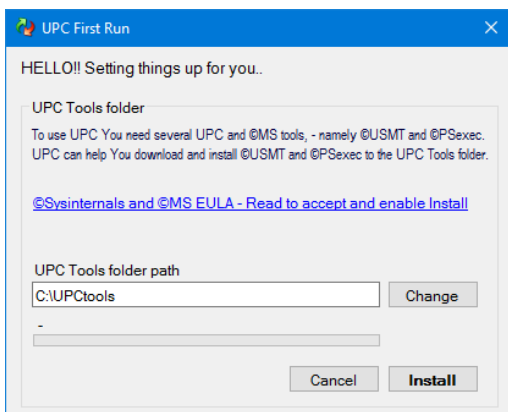 UPC First Run
HELLO!! Setting things up for you..
UPC Tools folder
To use UPC You need several UPC and ©MS tools, - namely ©USMT and ©PSexec.
UPC can help You download and install ©USMT and ©PSexec to the UPC Tools folder.
©Sysinternals and ©MS EULA - Read to accept and enable Install
UPC Tools folder path
C:\UPCtools
Change
-
Cancel
Install